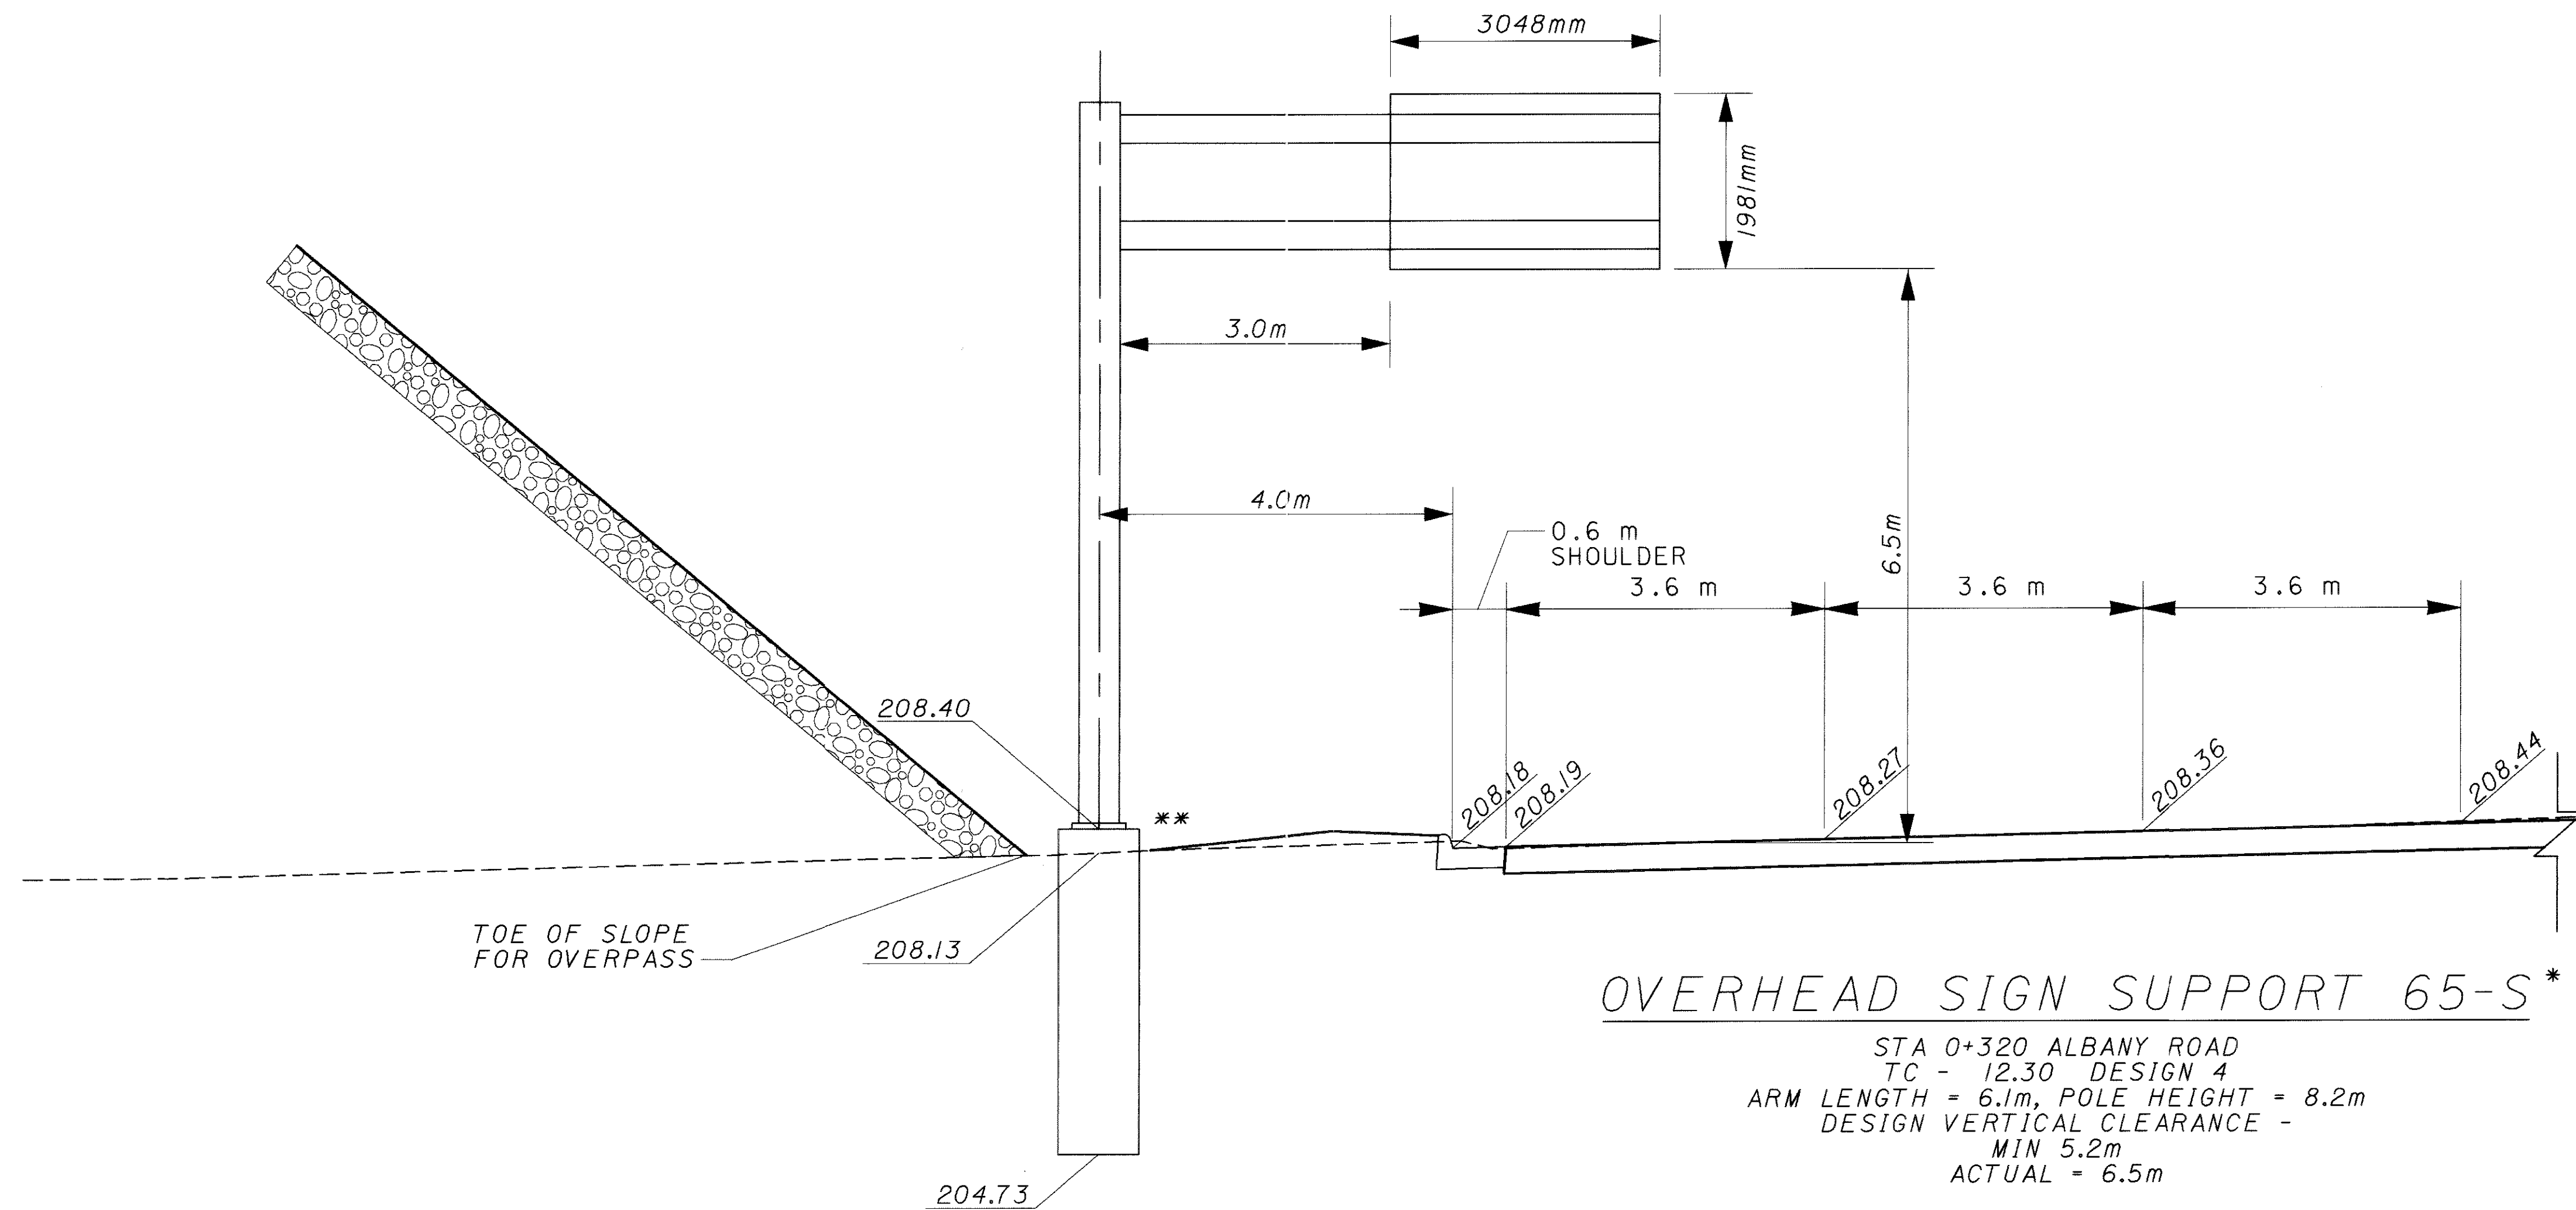 3048mm
1981mm
3.0m
4.0m
0.6 m
SHOULDER
6.5m
3.6 m
3.6 m
3.6 m
208.40
**
208.18
208.19
208.27
208.36
208.44
TOE OF SLOPE
FOR OVERPASS
208.13
204.73
OVERHEAD SIGN SUPPORT 65-S*
STA 0+320 ALBANY ROAD
TC - 12.30 DESIGN 4
ARM LENGTH = 6.1m, POLE HEIGHT = 8.2m
DESIGN VERTICAL CLEARANCE -
MIN 5.2m
ACTUAL = 6.5m